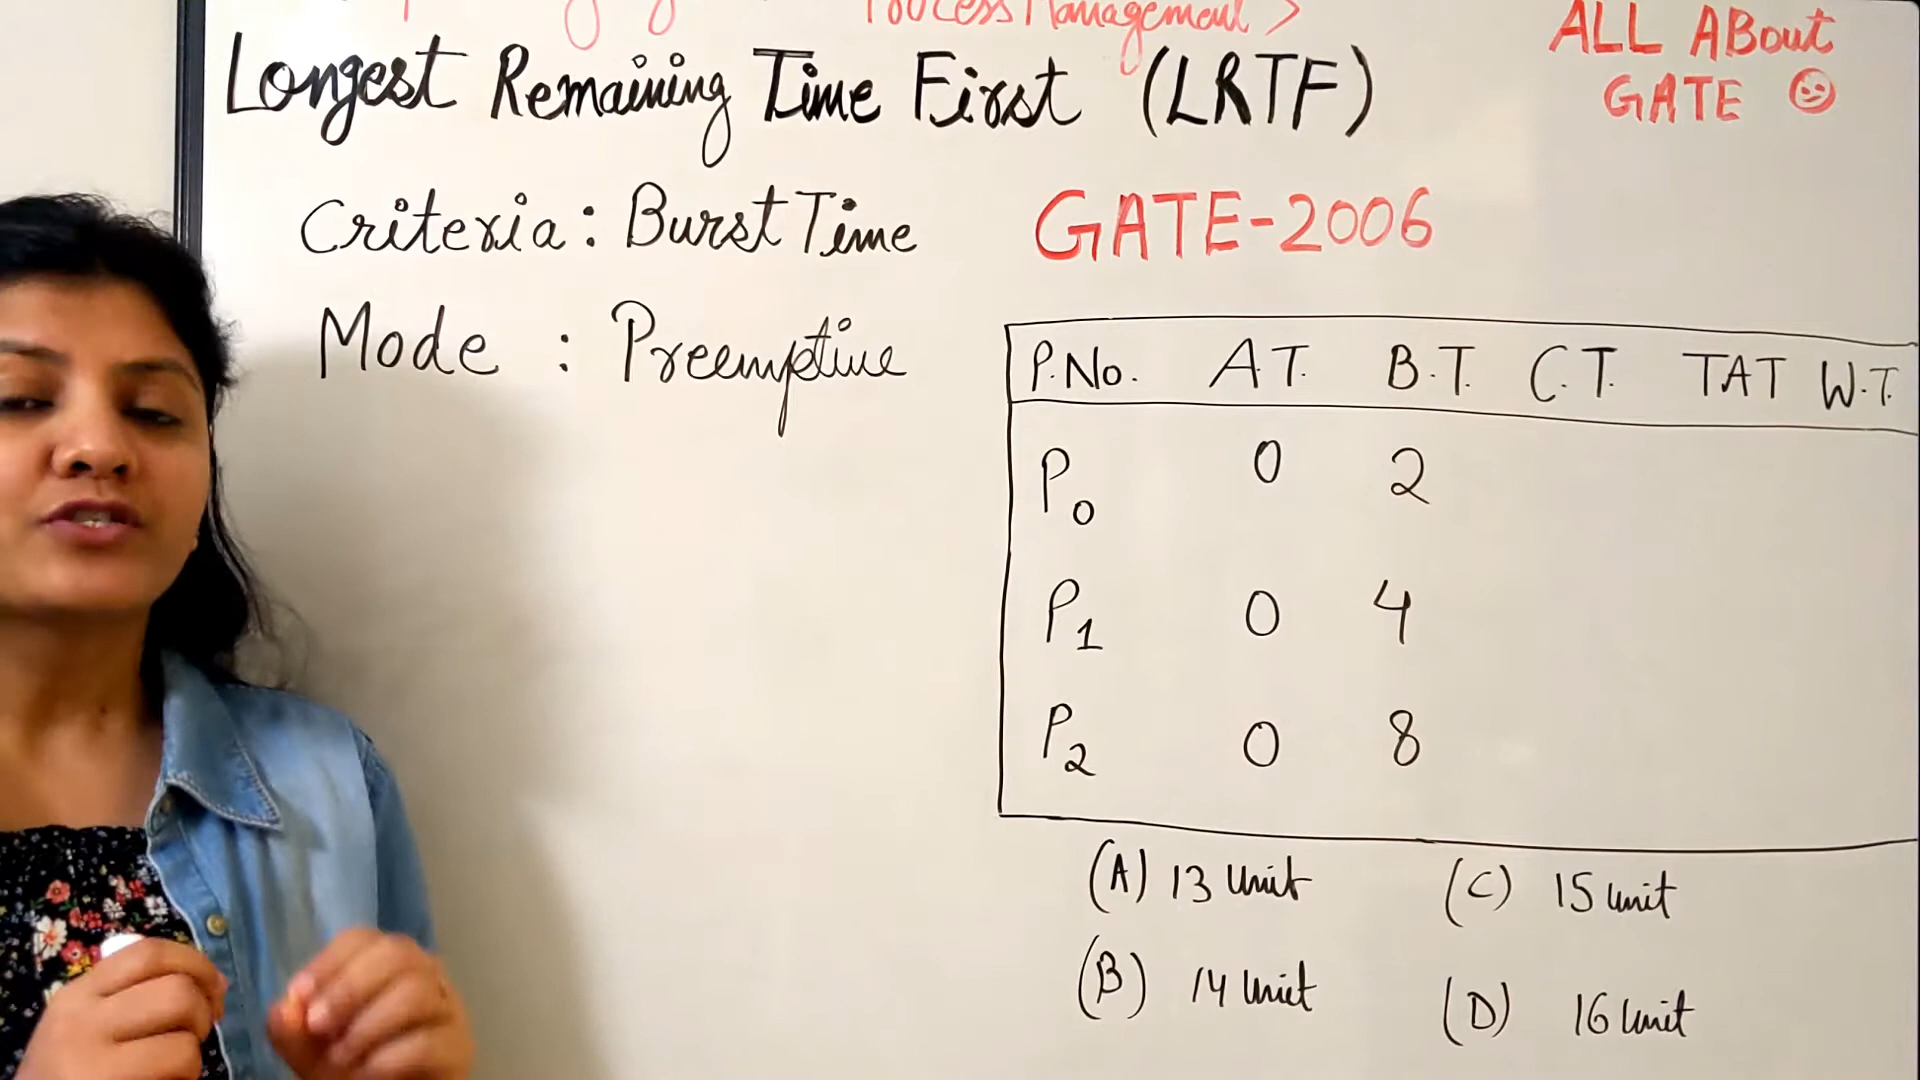 Process Management >
ALL ABout
GATE
Longest Remaining Time First (LRTF)
Criteria : Burst Time
GATE-2006
Mode : Preemptive
P.No. A.T. B.T. C.T. TAT W.T.
P0 0 2
P1 0 4
P2 0 8
(A) 13 Unit (C) 15 unit
(B) 14 Unit (D) 16 Unit